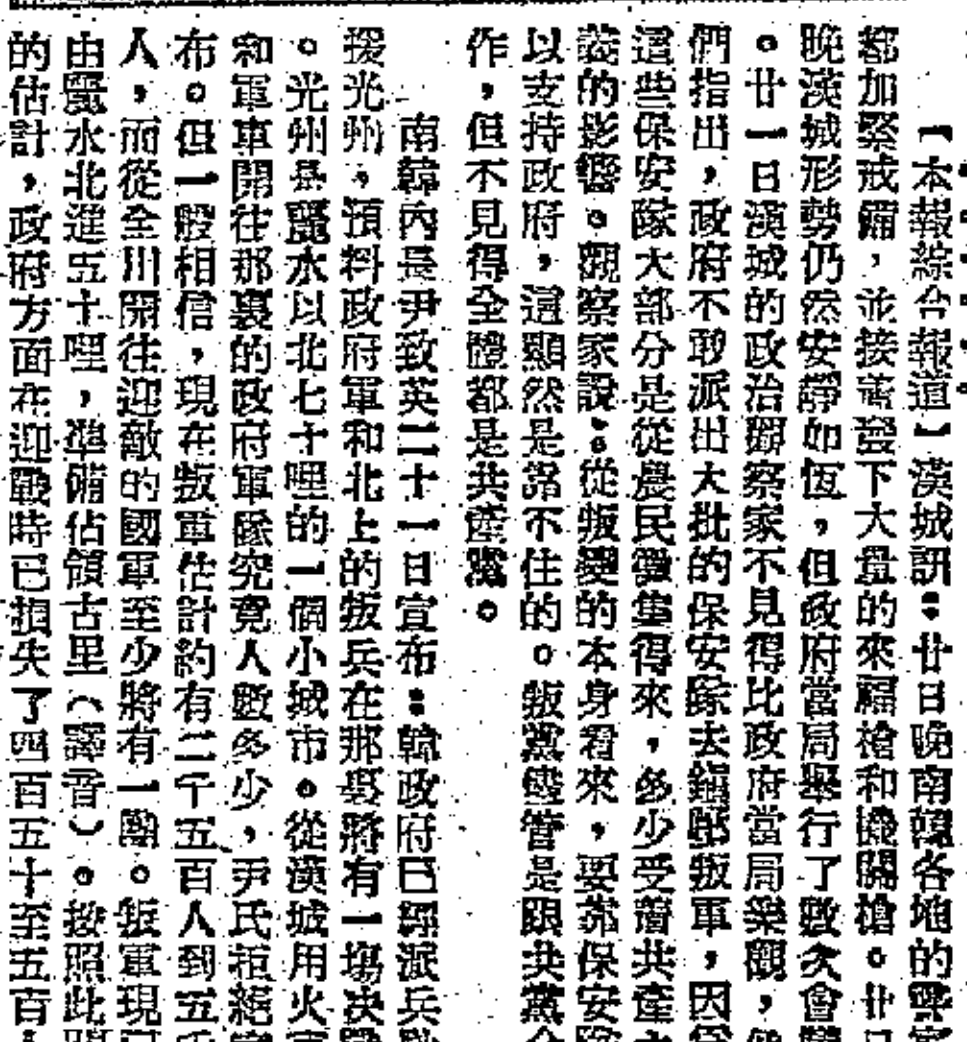 【本報綜合報道】漢城訊：廿日晚南韓各地的警
都加緊戒備，並接濟下大量的來福槍和機關槍。廿日
晚漢城形勢仍然安靜如恆，但政府當局舉行了數次會
。廿一日漢城的政治觀察家不見得比政府當局樂觀，
們指出，政府不敢派出大批的保安隊去鎮壓叛軍，因
這些保安隊大部分是從農民徵集得來，多少受着共產
裝的影響。觀察家說：從叛變的本身看來，要靠保安
以支持政府，這顯然是靠不住的。叛黨儘管是跟共黨
作，但不見得全體都是共產黨。
南韓內長尹致英二十一日宣布：韓政府已經派兵
援光州，預料政府軍和北上的叛兵在那裏將有一場决
。光州是麗水以北七十哩的一個小城市。從漢城用火
和軍車開往那裏的政府軍隊究竟人數多少，尹氏拒絕
布。但一般相信，現在叛軍估計約有二千五百人到五
人，而從全川開往迎敵的國軍至少將有一團。叛軍現
由麗水北進五十哩，準備佔領古里（譯音）。按照此
的估計，政府方面在迎戰時已損失了四百五十至五百